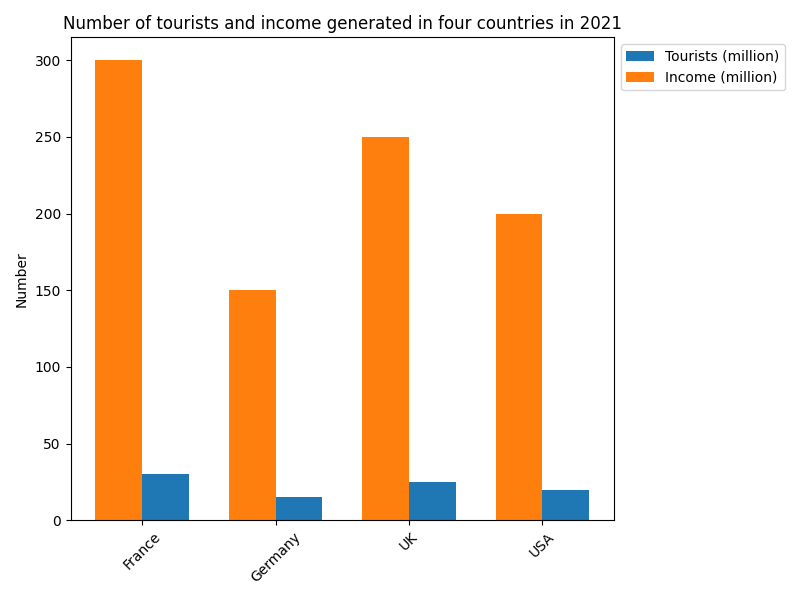 Number of tourists and income generated in four countries in 2021
Tourists (million)
Income (million)
Number
300
250
200
150
100
50
0
France
Germany
UK
USA